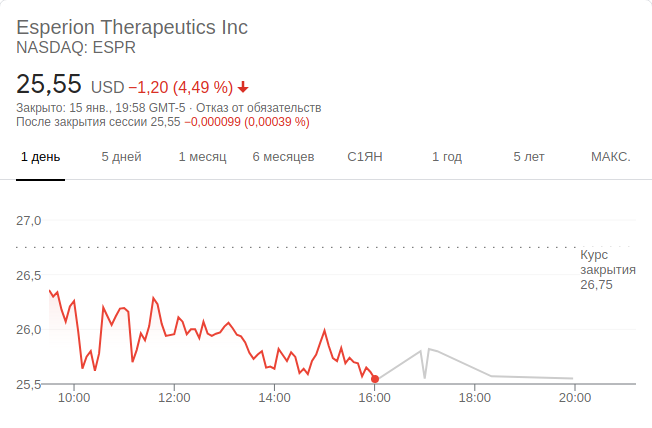 Esperion Therapeutics Inc
NASDAQ: ESPR
25,55 USD −1,20 (4,49 %)
Закрыто: 15 янв., 19:58 GMT-5 · Отказ от обязательств
После закрытия сессии 25,55 −0,000099 (0,00039 %)
1 день 5 дней 1 месяц 6 месяцев С1ЯН 1 год 5 лет МАКС.
27,0
Курс
закрытия
26,75
26,5
26,0
25,5
10:00 12:00 14:00 16:00 18:00 20:00